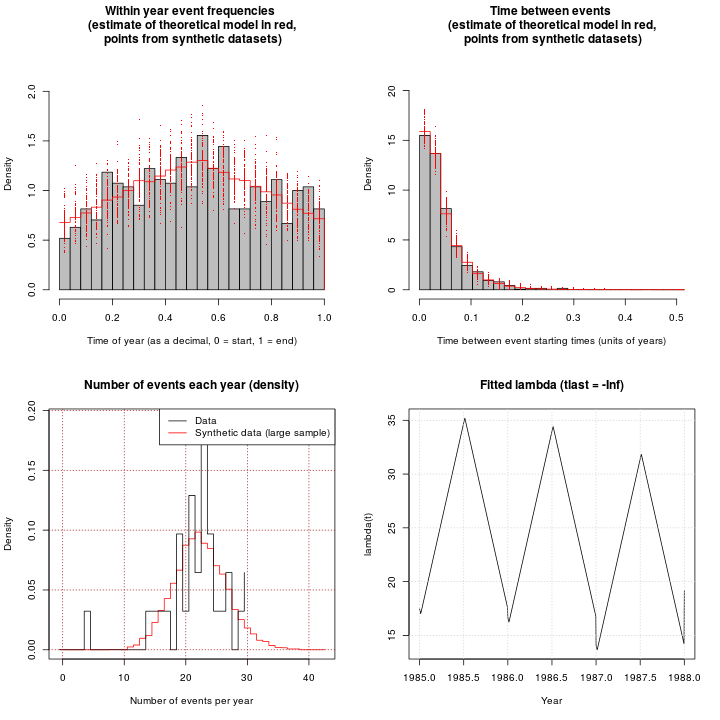 Within year event frequencies
(estimate of theoretical model in red,
points from synthetic datasets)
Density
0.0
0.5
1.0
1.5
2.0
0.0
0.2
0.4
0.6
0.8
1.0
Time of year (as a decimal, 0 = start, 1 = end)
Time between events
(estimate of theoretical model in red,
points from synthetic datasets)
Density
0
5
10
15
20
0.0
0.1
0.2
0.3
0.4
0.5
Time between event starting times (units of years)
Number of events each year (density)
Density
0.00
0.05
0.10
0.15
0.20
Data
Synthetic data (large sample)
0
10
20
30
40
Number of events per year
Fitted lambda (tlast = -Inf)
lambda(t)
15
20
25
30
35
1985.0
1985.5
1986.0
1986.5
1987.0
1987.5
1988.0
Year